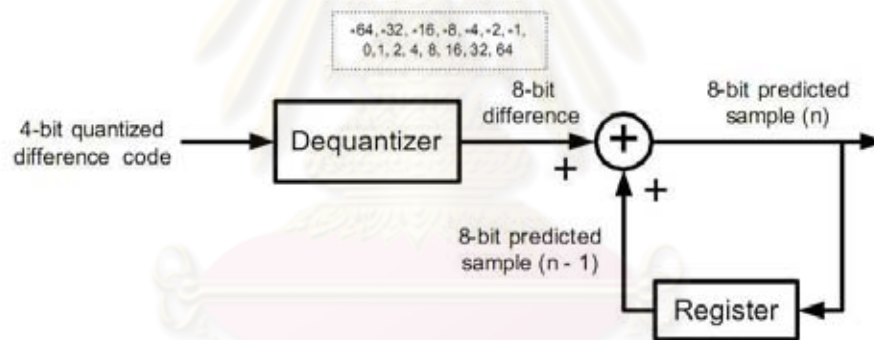 -64, -32, -16, -8, -4, -2, -1,
0, 1, 2, 4, 8, 16, 32, 64
4-bit quantized
difference code
Dequantizer
8-bit
difference
+
+
+
8-bit predicted
sample (n)
8-bit predicted
sample (n - 1)
Register